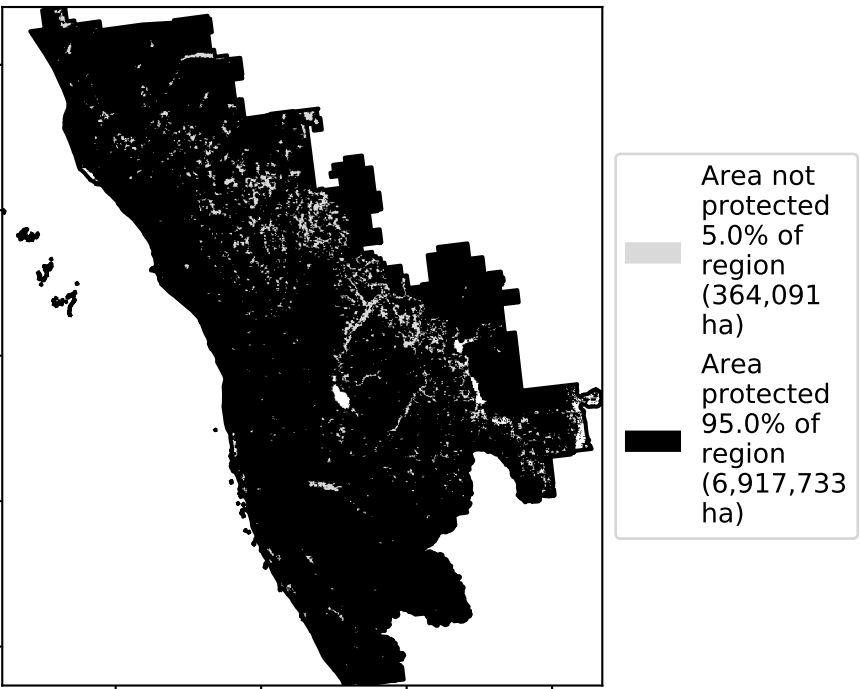 Area not
protected
5.0% of
region
(364,091
ha)
Area
protected
95.0% of
region
(6,917,733
ha)